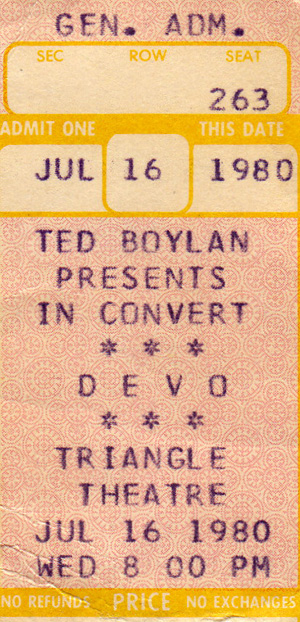 GEN. ADM.
SEC ROW SEAT
263
ADMIT ONE THIS DATE
JUL 16 1980
TED BOYLAN
PRESENTS
IN CONVERT
* * *
D E V O
* * *
TRIANGLE
THEATRE
JUL 16 1980
WED 8 00 PM
NO REFUNDS PRICE NO EXCHANGES